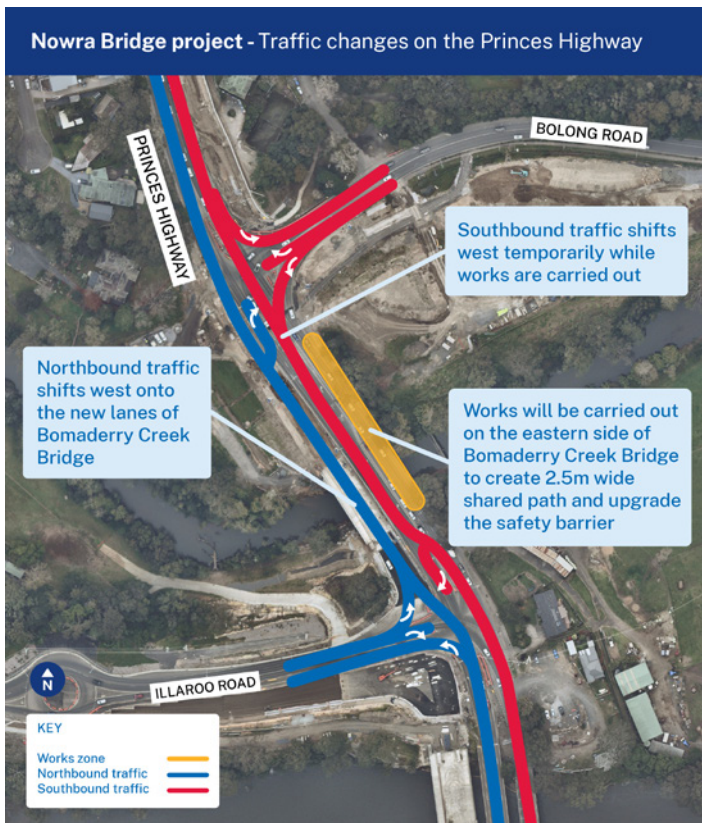 Nowra Bridge project - Traffic changes on the Princes Highway
BOLONG ROAD
PRINCES HIGHWAY
Southbound traffic shifts
west temporarily while
works are carried out
Northbound traffic
shifts west onto
the new lanes of
Bomaderry Creek
Bridge
Works will be carried out
on the eastern side of
Bomaderry Creek Bridge
to create 2.5m wide
shared path and upgrade
the safety barrier
N
ILLAROO ROAD
KEY
Works zone
Northbound traffic
Southbound traffic